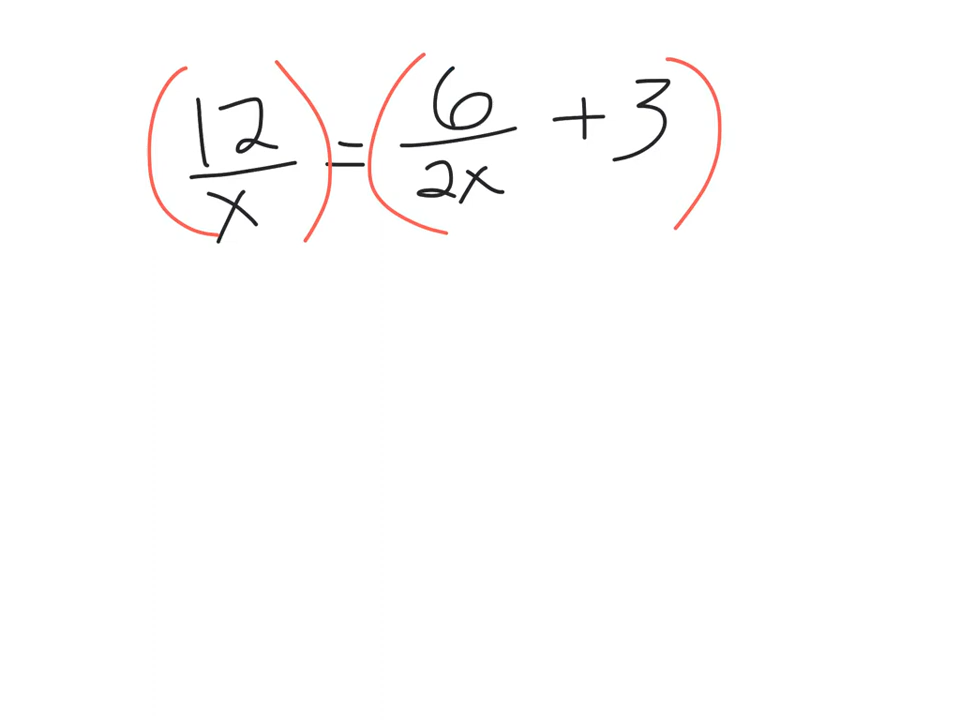 (12/x) = (6/2x + 3)